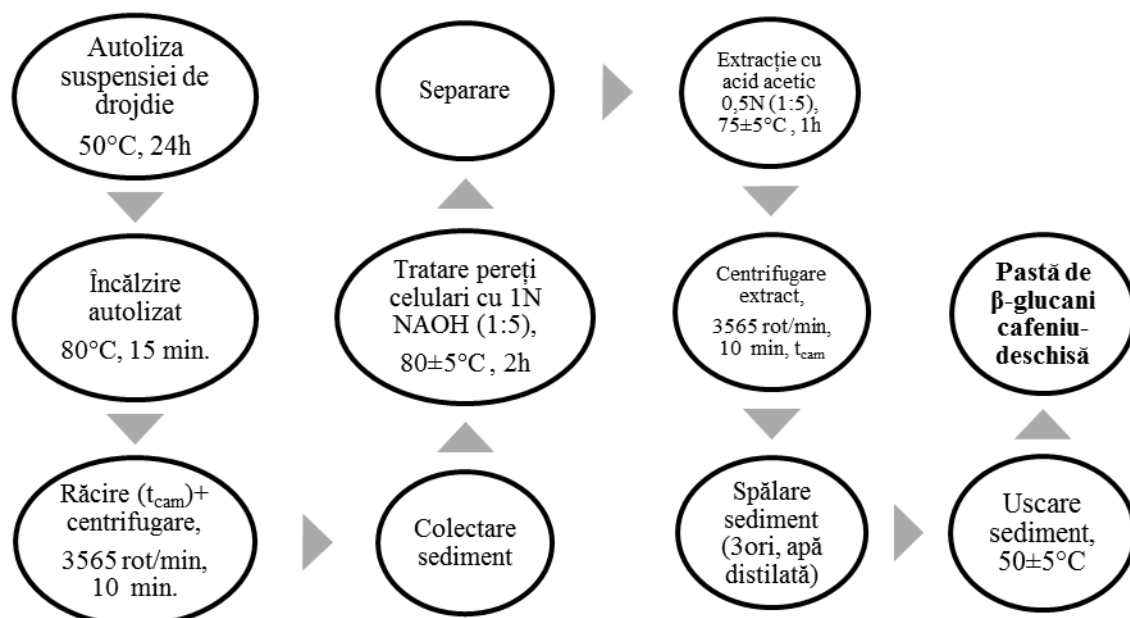 Autoliza
suspensiei de
drojdie
50°C, 24h
Încălzire
autolizat
80°C, 15 min.
Răcire (tcam)+
centrifugare,
3565 rot/min,
10 min.
Colectare
sediment
Tratare pereți
celulari cu 1N
NAOH (1:5),
80±5°C , 2h
Separare
Extracție cu
acid acetic
0,5N (1:5),
75±5°C , 1h
Centrifugare
extract,
3565 rot/min,
10 min, tcam
Spălare
sediment
(3ori, apă
distilată)
Uscare
sediment,
50±5°C
Pastă de
β-glucani
cafeniu-
deschisă